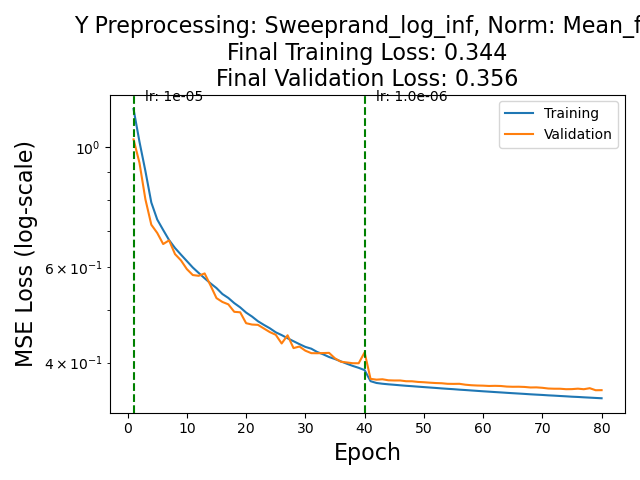 Y Preprocessing: Sweeprand_log_inf, Norm: Mean_f
Final Training Loss: 0.344
Final Validation Loss: 0.356
lr: 1e-05
lr: 1.0e-06
Training
Validation
10⁰
6 × 10⁻¹
4 × 10⁻¹
MSE Loss (log-scale)
0 10 20 30 40 50 60 70 80
Epoch